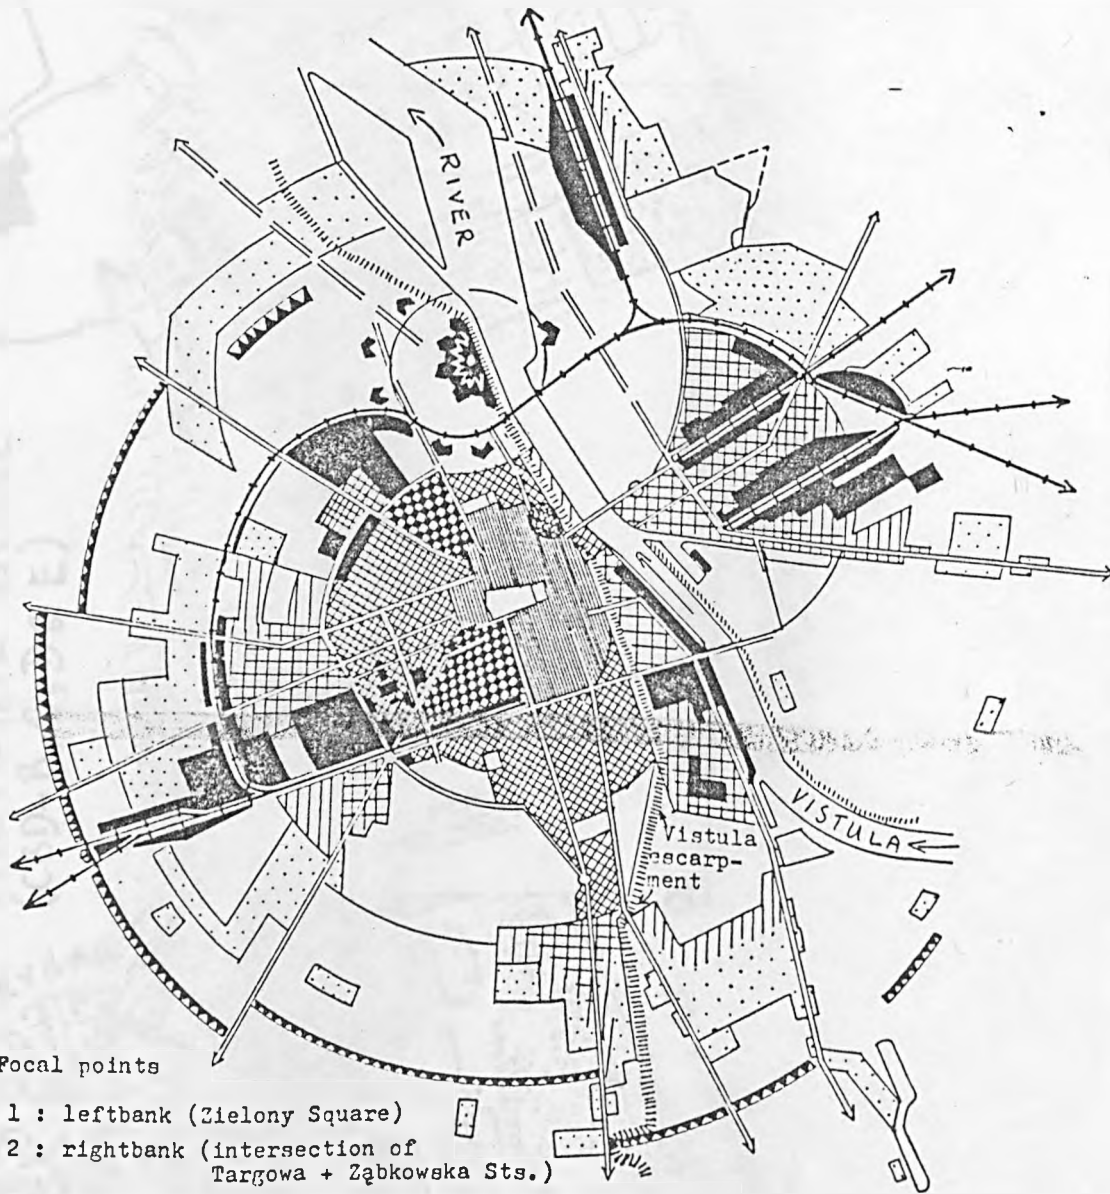 RIVER
VISTULA
Vistula
escarp-
ment
Focal points
1 : leftbank (Zielony Square)
2 : rightbank (intersection of
Targowa + Ząbkowska Sts.)